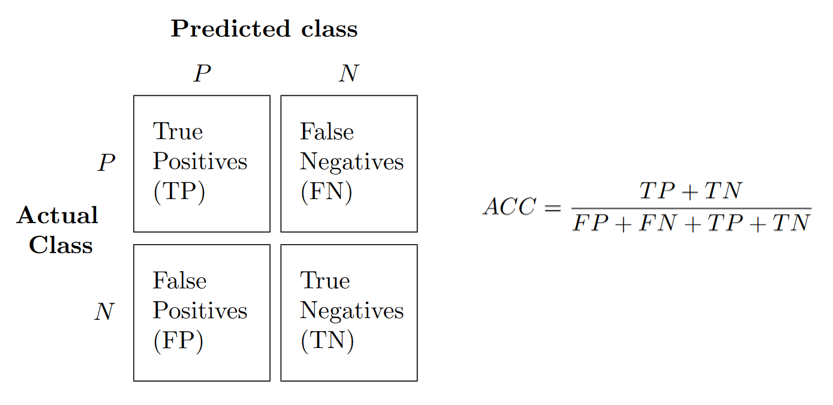 Predicted class
P
N
True
Positives
(TP)
False
Negatives
(FN)
P
Actual
Class
False
Positives
(FP)
True
Negatives
(TN)
N
ACC = TP + TN / FP + FN + TP + TN